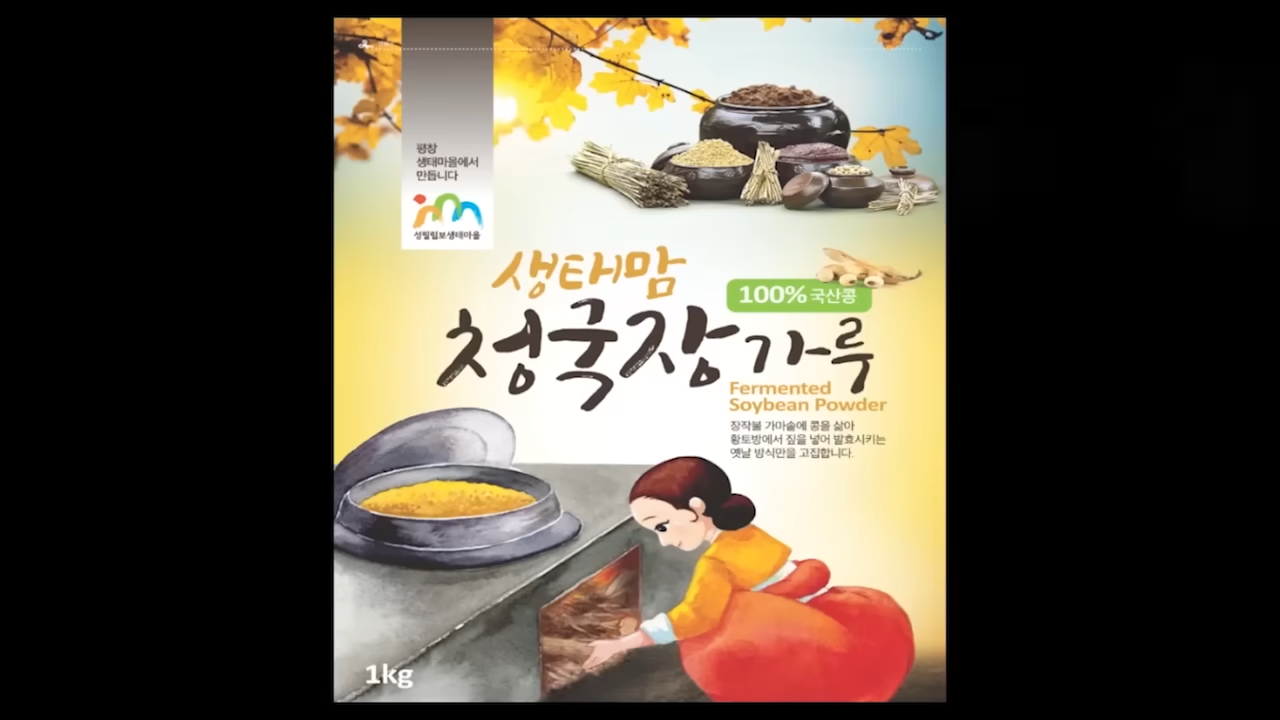 평창
생태마을에서
만듭니다
성필립보생태마을
생태맘
100% 국산콩
청국장가루
Fermented
Soybean Powder
장작불 가마솥에 콩을 삶아
황토방에서 짚을 넣어 발효시키는
옛날 방식만을 고집합니다.
1kg